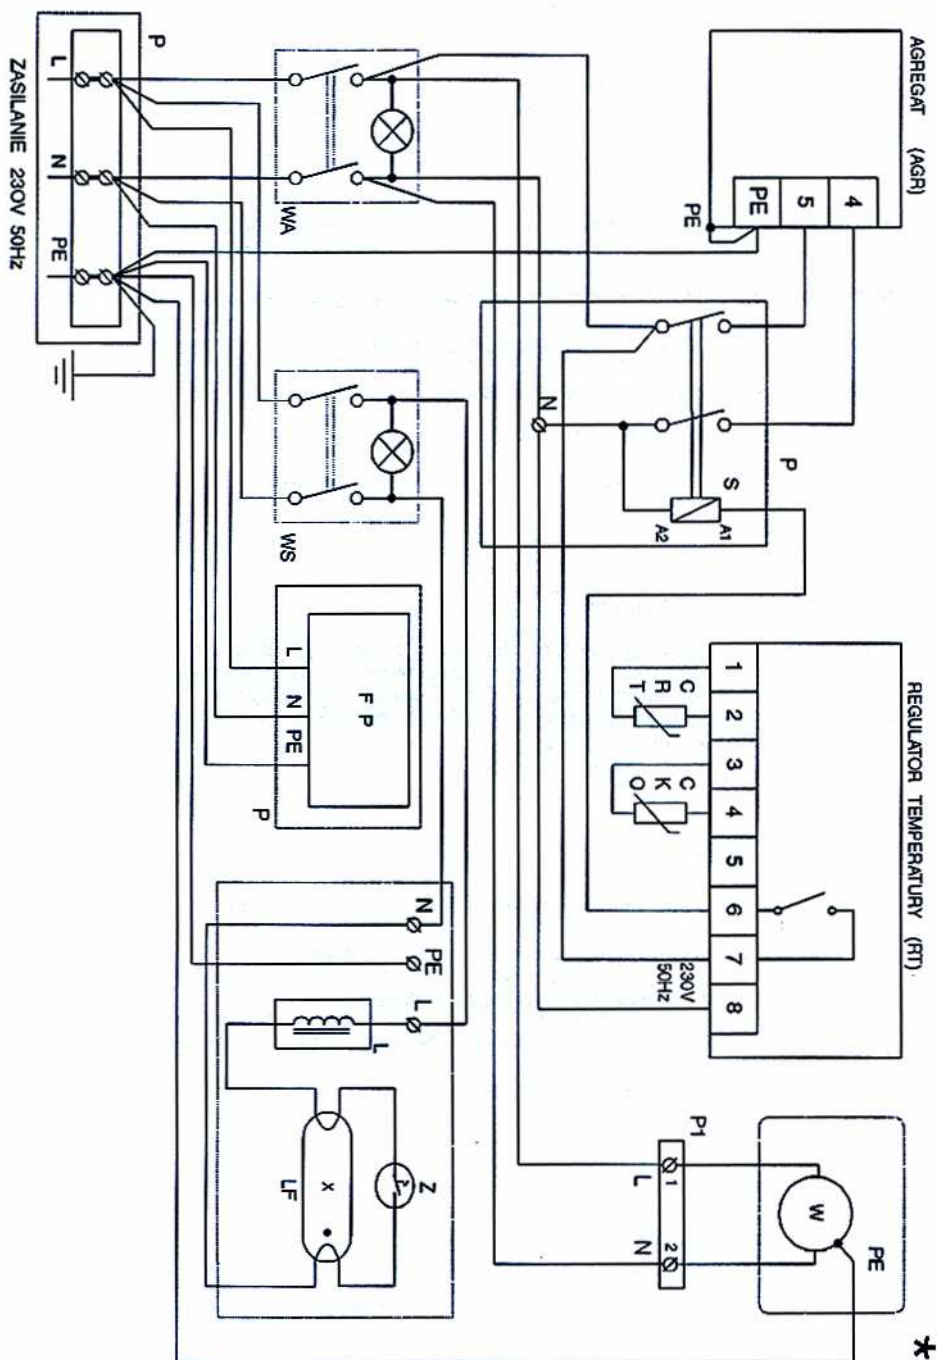 AGREGAT (AGR)
PE 5 4
PE
REGULATOR TEMPERATURY (RT)
1 2 3 4 5 6 7 8
C R T
C K O
230V
50Hz
*
PE
W
P1
1 2
L N
P
S
A1
A2
N
WA
WS
P
L
N
PE
ZASILANIE 230V 50Hz
F P
L N PE
P
N PE L
L
Z
X
LF